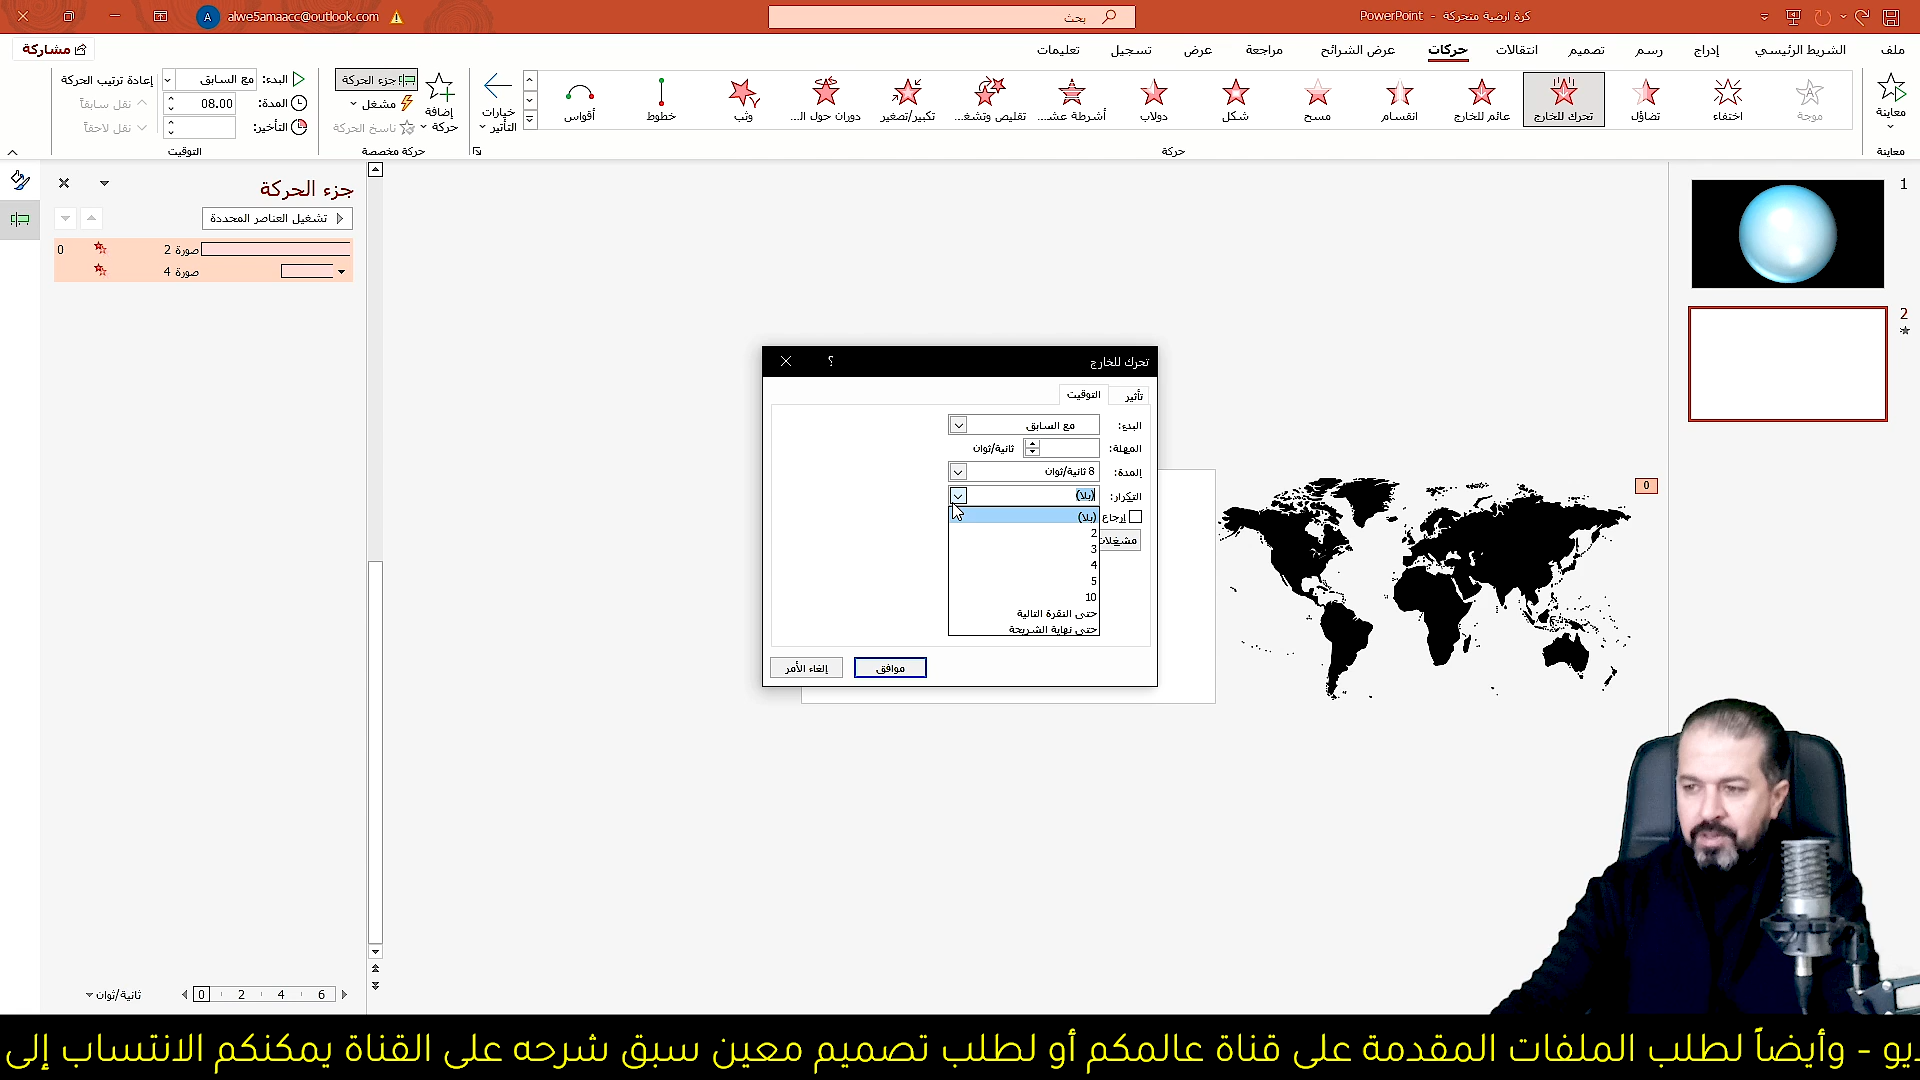 كرة ارضية متحركة - PowerPoint
بحث
alwe5amaacc@outlook.com
A
ملف
الشريط الرئيسي
إدراج
رسم
تصميم
انتقالات
حركات
عرض الشرائح
مراجعة
عرض
تسجيل
تعليمات
مشاركة
معاينة
موجة
اختفاء
تضاؤل
تحرك للخارج
عائم للخارج
انقسام
مسح
شكل
دولاب
أشرطة عش...
تقليص وتشغ...
تكبير/تصغير
دوران حول ال...
وثب
خطوط
أقواس
خيارات
التأثير
إضافة
حركة
جزء الحركة
مشغل
ناسخ الحركة
البدء: مع السابق
المدة: 08.00
التأخير:
إعادة ترتيب الحركة
نقل سابقاً
نقل لاحقاً
معاينة
حركة
حركة مخصصة
التوقيت
جزء الحركة
تشغيل العناصر المحددة
0 صورة 2
صورة 4
1
2
0
تحرك للخارج
؟
تأثير
التوقيت
البدء: مع السابق
المهلة: ثانية/ثوان
المدة: 8 ثانية/ثوان
التكرار: (بلا)
إرجاع
مشغلات
(بلا)
2
3
4
5
10
حتى النقرة التالية
حتى نهاية الشريحة
موافق
إلغاء الأمر
ثانية/ثوان
0 2 4 6
يو - وأيضاً لطلب الملفات المقدمة على قناة عالمكم أو لطلب تصميم معين سبق شرحه على القناة يمكنكم الانتساب إلى